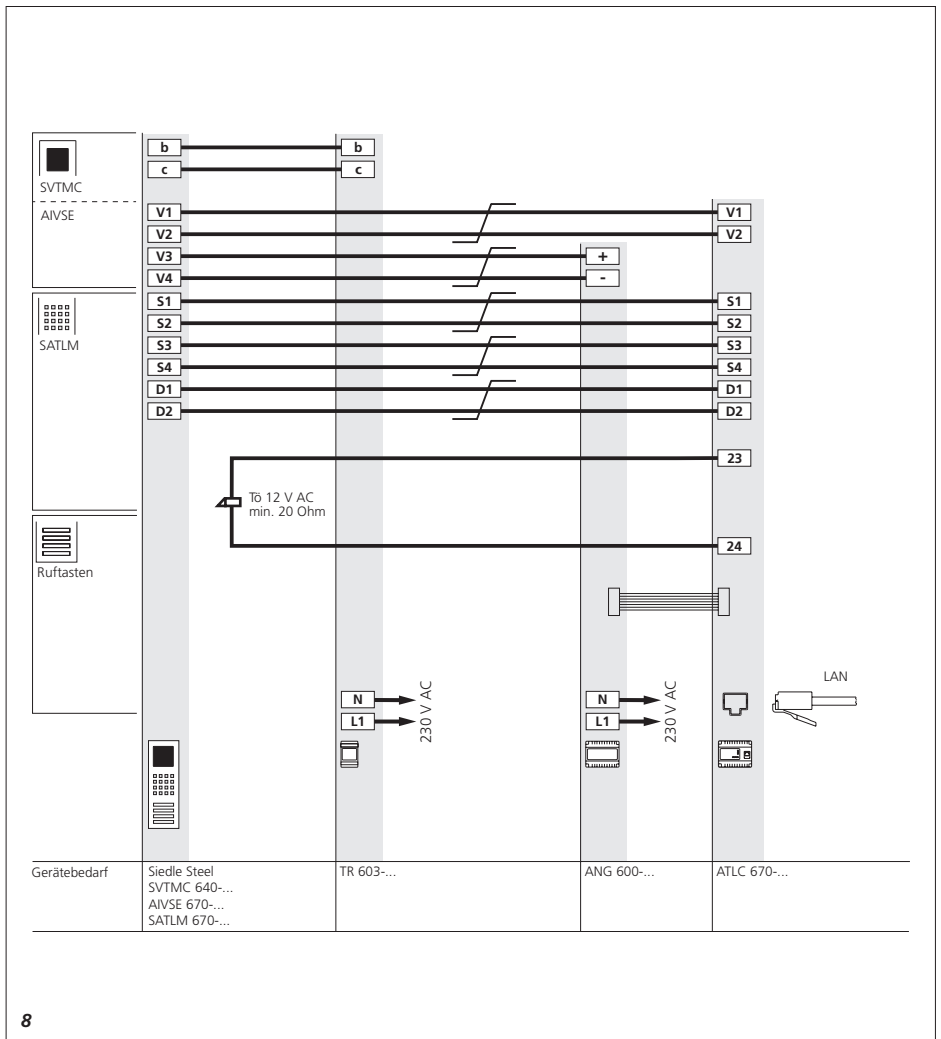 SVTMC
AIVSE
SATLM
Ruftasten
b b
c c
V1 V1
V2 V2
V3 +
V4 -
S1 S1
S2 S2
S3 S3
S4 S4
D1 D1
D2 D2
23
Tö 12 V AC
min. 20 Ohm
24
LAN
N N
L1 L1
230 V AC
230 V AC
Gerätebedarf
Siedle Steel
SVTMC 640-...
AIVSE 670-...
SATLM 670-...
TR 603-...
ANG 600-...
ATLC 670-...
8